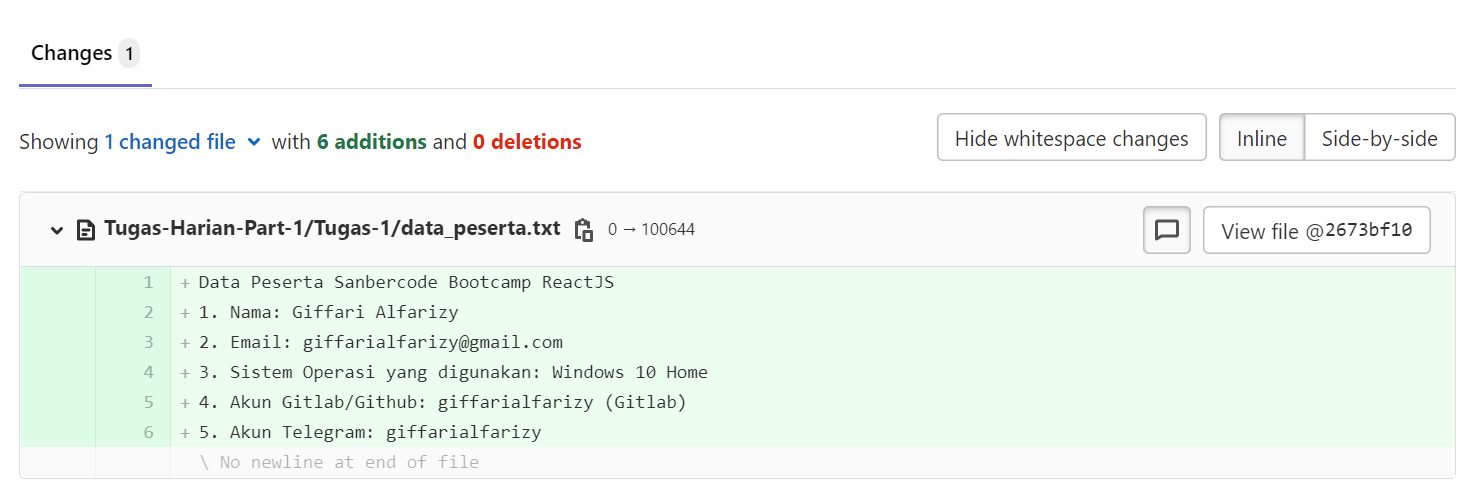 Changes 1
Showing 1 changed file with 6 additions and 0 deletions
Hide whitespace changes
Inline
Side-by-side
Tugas-Harian-Part-1/Tugas-1/data_peserta.txt 0 → 100644
View file @2673bf10
1 + Data Peserta Sanbercode Bootcamp ReactJS
2 + 1. Nama: Giffari Alfarizy
3 + 2. Email: giffarialfarizy@gmail.com
4 + 3. Sistem Operasi yang digunakan: Windows 10 Home
5 + 4. Akun Gitlab/Github: giffarialfarizy (Gitlab)
6 + 5. Akun Telegram: giffarialfarizy
\ No newline at end of file